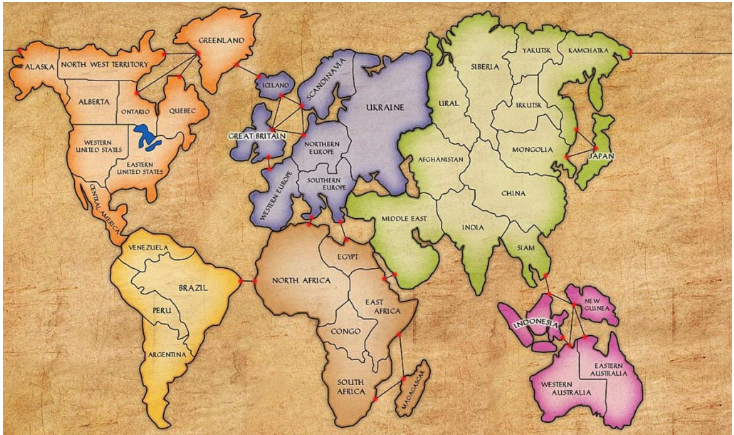 GREENLAND
ALASKA
NORTH WEST TERRITORY
ALBERTA
ONTARIO
QUEBEC
WESTERN
UNITED STATES
EASTERN
UNITED STATES
CENTRAL AMERICA
VENEZUELA
BRAZIL
PERU
ARGENTINA
ICELAND
SCANDINAVIA
UKRAINE
GREAT BRITAIN
NORTHERN
EUROPE
SOUTHERN
EUROPE
WESTERN EUROPE
NORTH AFRICA
EGYPT
EAST
AFRICA
CONGO
SOUTH
AFRICA
MADAGASCAR
SIBERIA
YAKUTSK
KAMCHATKA
URAL
IRKUTSK
MONGOLIA
JAPAN
AFGHANISTAN
CHINA
MIDDLE EAST
INDIA
SIAM
INDONESIA
NEW
GUINEA
WESTERN
AUSTRALIA
EASTERN
AUSTRALIA